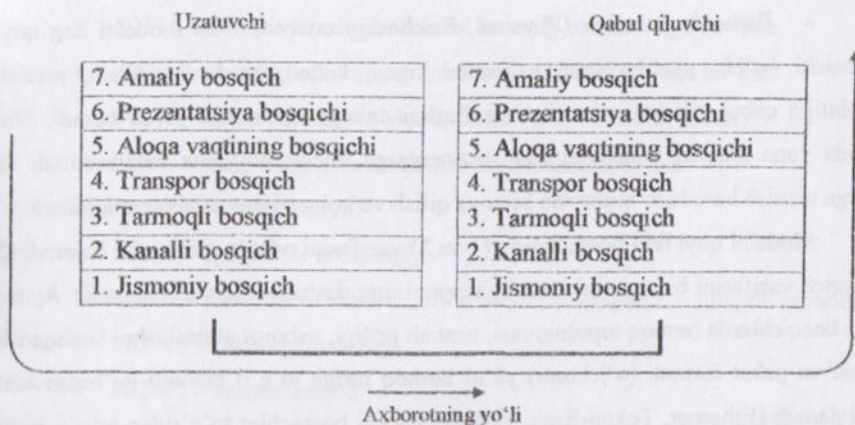 Uzatuvchi
Qabul qiluvchi
7. Amaliy bosqich
6. Prezentatsiya bosqichi
5. Aloqa vaqtining bosqichi
4. Transpor bosqich
3. Tarmoqli bosqich
2. Kanalli bosqich
1. Jismoniy bosqich
7. Amaliy bosqich
6. Prezentatsiya bosqichi
5. Aloqa vaqtining bosqichi
4. Transpor bosqich
3. Tarmoqli bosqich
2. Kanalli bosqich
1. Jismoniy bosqich
Axborotning yo‘li